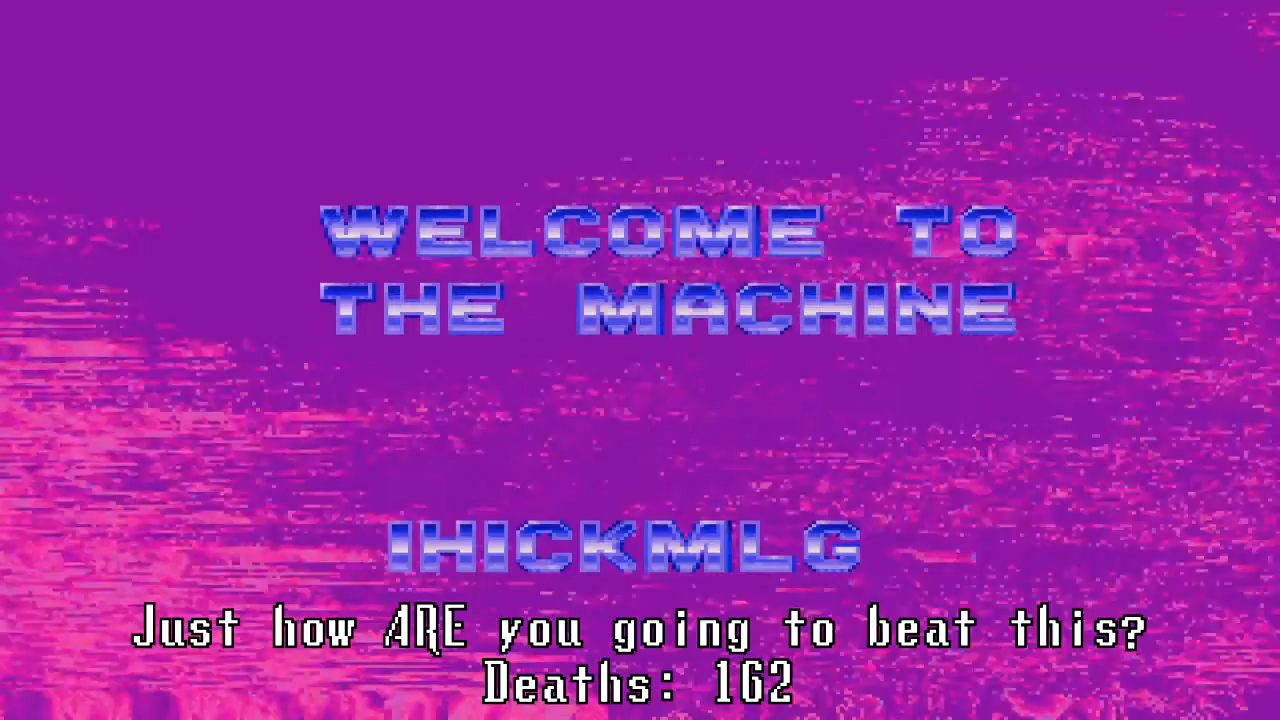 WELCOME TO
THE MACHINE
IHICKMLG
Just how ARE you going to beat this?
Deaths: 162